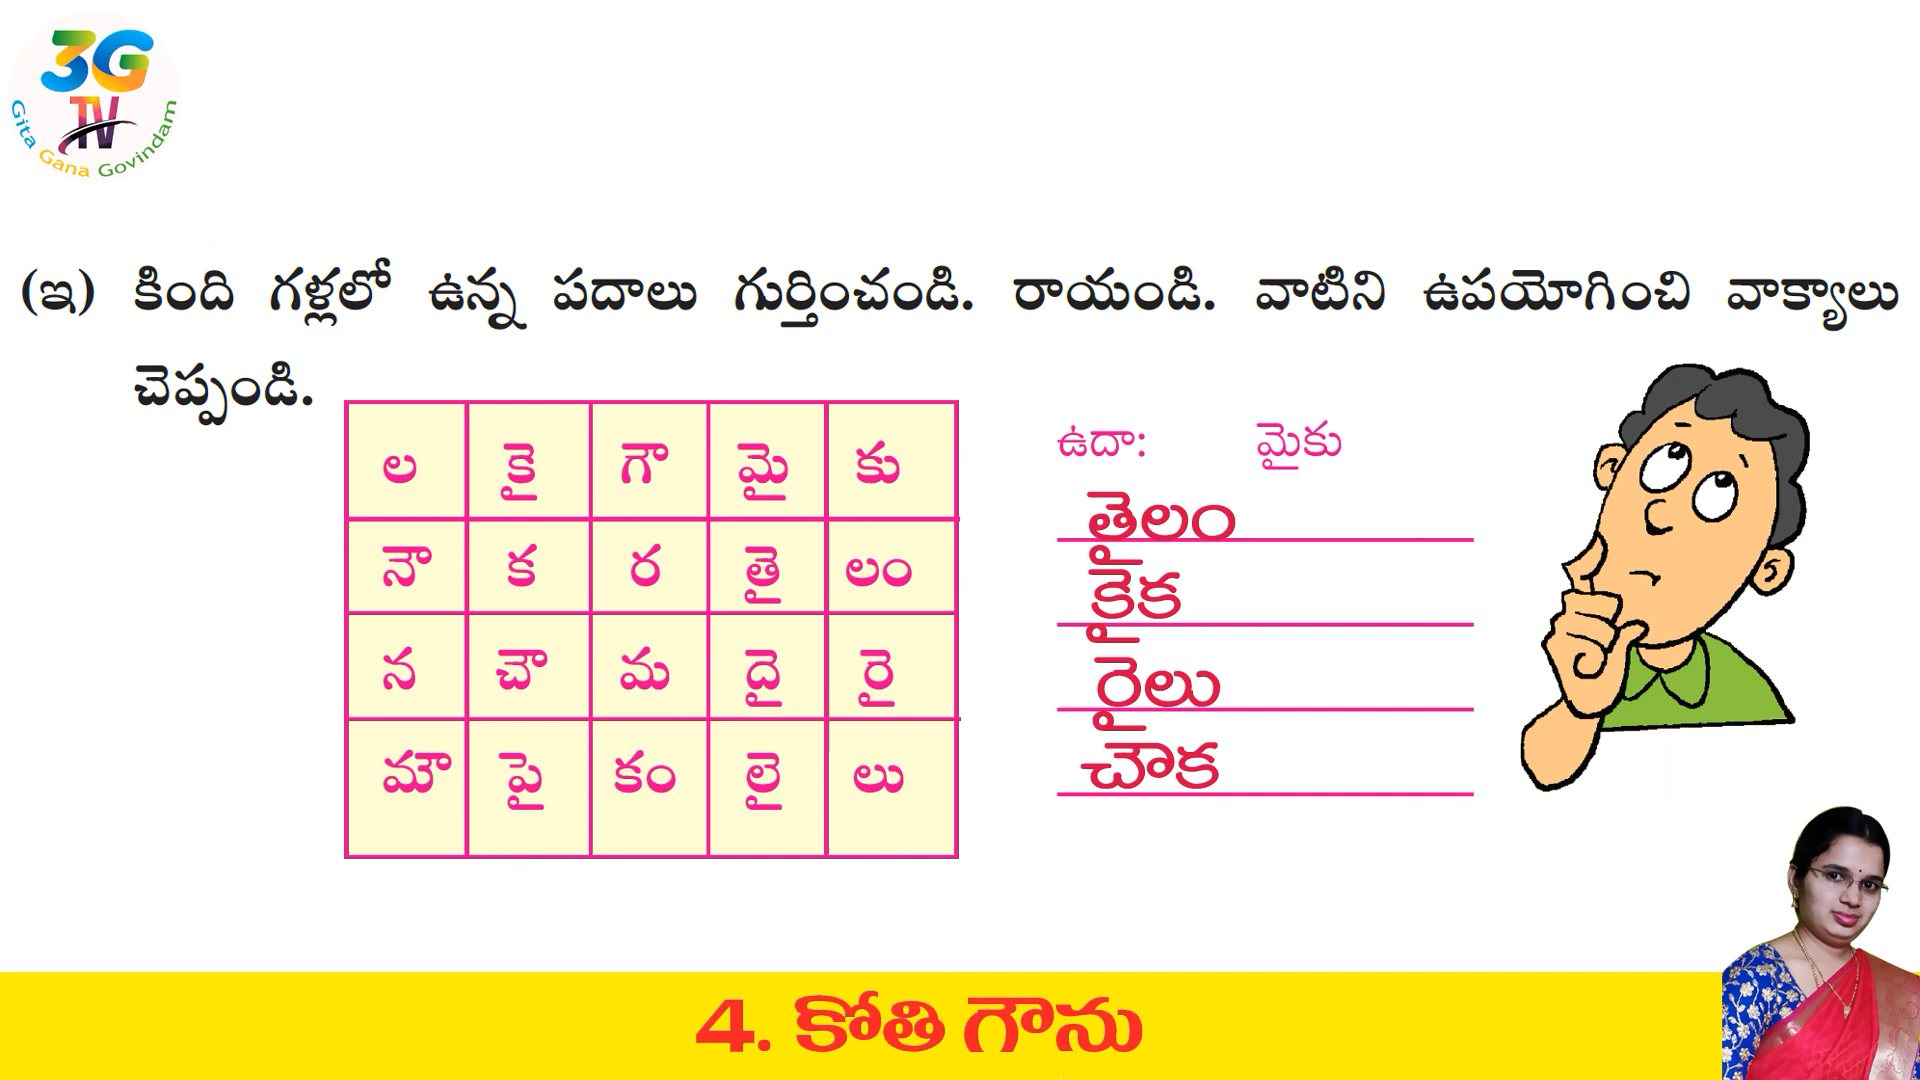 3G
TV
Gita Gana Govindam
(ఇ) కింది గళ్లలో ఉన్న పదాలు గుర్తించండి. రాయండి. వాటిని ఉపయోగించి వాక్యాలు
చెప్పండి.
ల కై గౌ మై కు
నౌ క ర తై లం
న చౌ మ దై రై
మౌ పై కం లై లు
ఉదా: మైకు
తైలం
కైక
రైలు
చౌక
4. కోతి గౌను